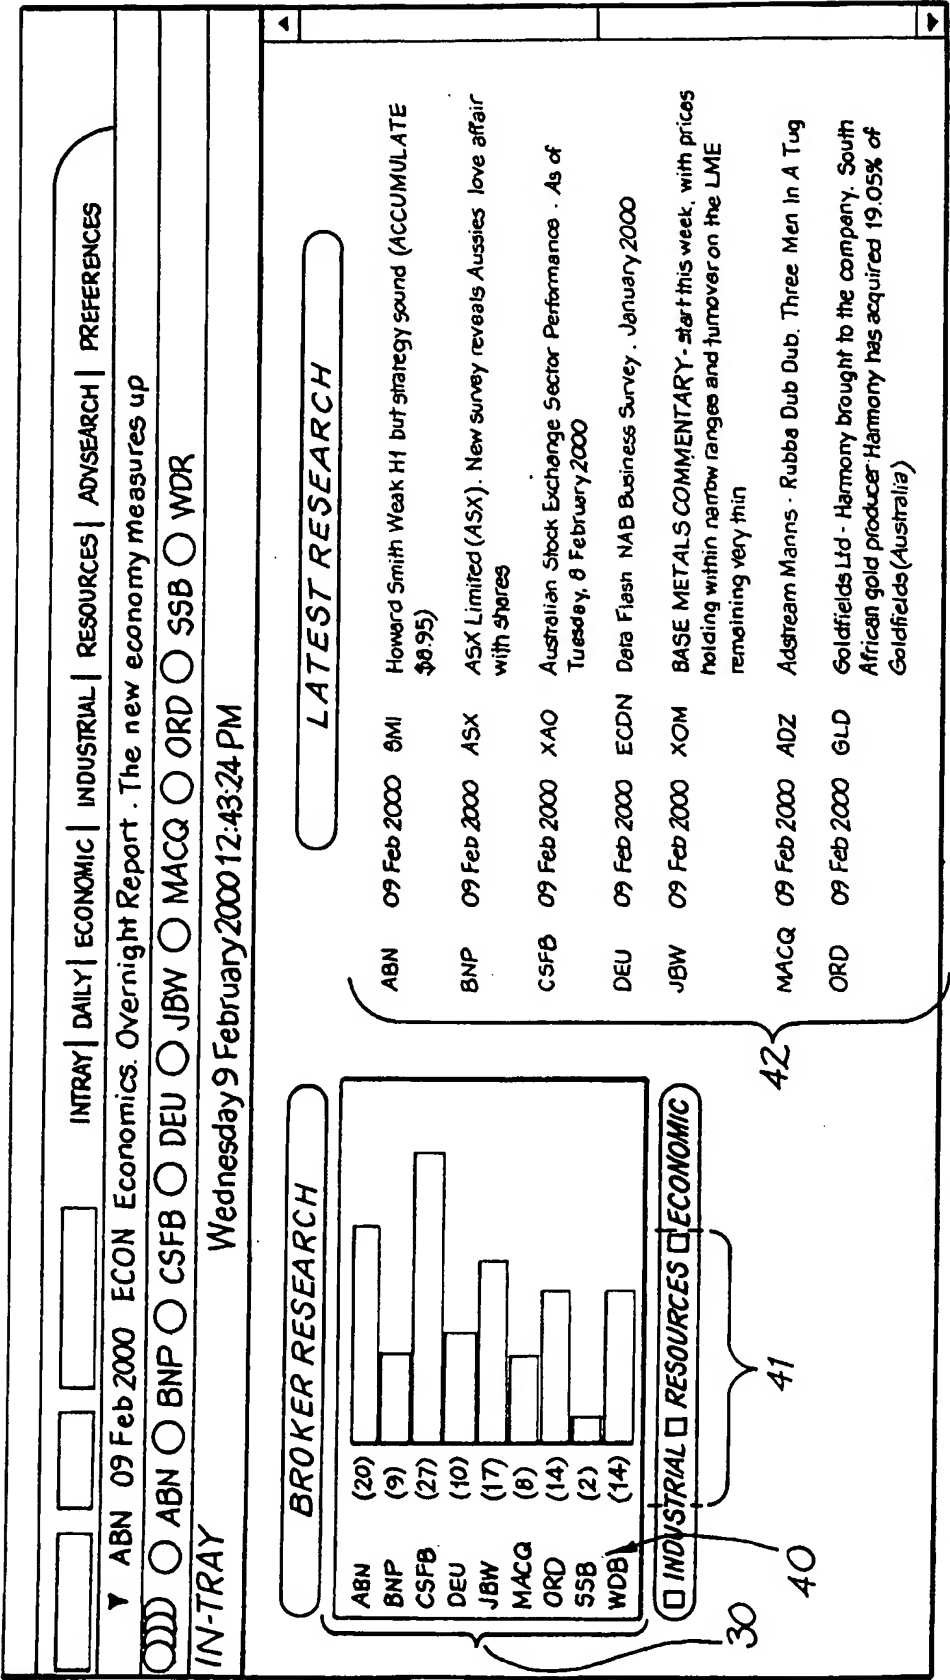 INTRAY | DAILY | ECONOMIC | INDUSTRIAL | RESOURCES | ADVSEARCH | PREFERENCES
▼ ABN 09 Feb 2000 ECON Economics. Overnight Report. The new economy measures up
ABN BNP CSFB DEU JBW MACQ ORD SSB WDR
IN-TRAY
Wednesday 9 February 2000 12:43:24 PM
BROKER RESEARCH
ABN (20)
BNP (9)
CSFB (27)
DEU (10)
JBW (17)
MACQ (8)
ORD (14)
SSB (2)
WDB (14)
INDUSTRIAL RESOURCES ECONOMIC
30
40
41
LATEST RESEARCH
ABN 09 Feb 2000 SMI Howard Smith Weak H1 but strategy sound (ACCUMULATE
$8.95)
BNP 09 Feb 2000 ASX ASX Limited (ASX). New survey reveals Aussies love affair
with shares
CSFB 09 Feb 2000 XAO Australian Stock Exchange Sector Performance - As of
Tuesday, 8 February 2000
DEU 09 Feb 2000 ECDN Data Flash NAB Business Survey. January 2000
JBW 09 Feb 2000 XOM BASE METALS COMMENTARY - start this week, with prices
holding within narrow ranges and turnover on the LME
remaining very thin
MACQ 09 Feb 2000 ADZ Adstream Manns - Rubba Dub Dub. Three Men In A Tug
ORD 09 Feb 2000 GLD Goldfields Ltd - Harmony brought to the company. South
African gold producer Harmony has acquired 19.05% of
Goldfields (Australia)
42